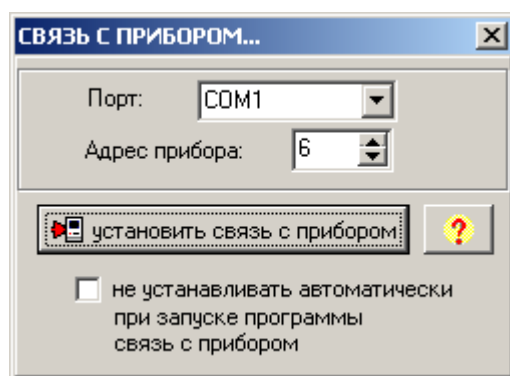 СВЯЗЬ С ПРИБОРОМ...
Порт: COM1
Адрес прибора: 6
установить связь с прибором ?
не устанавливать автоматически
при запуске программы
связь с прибором